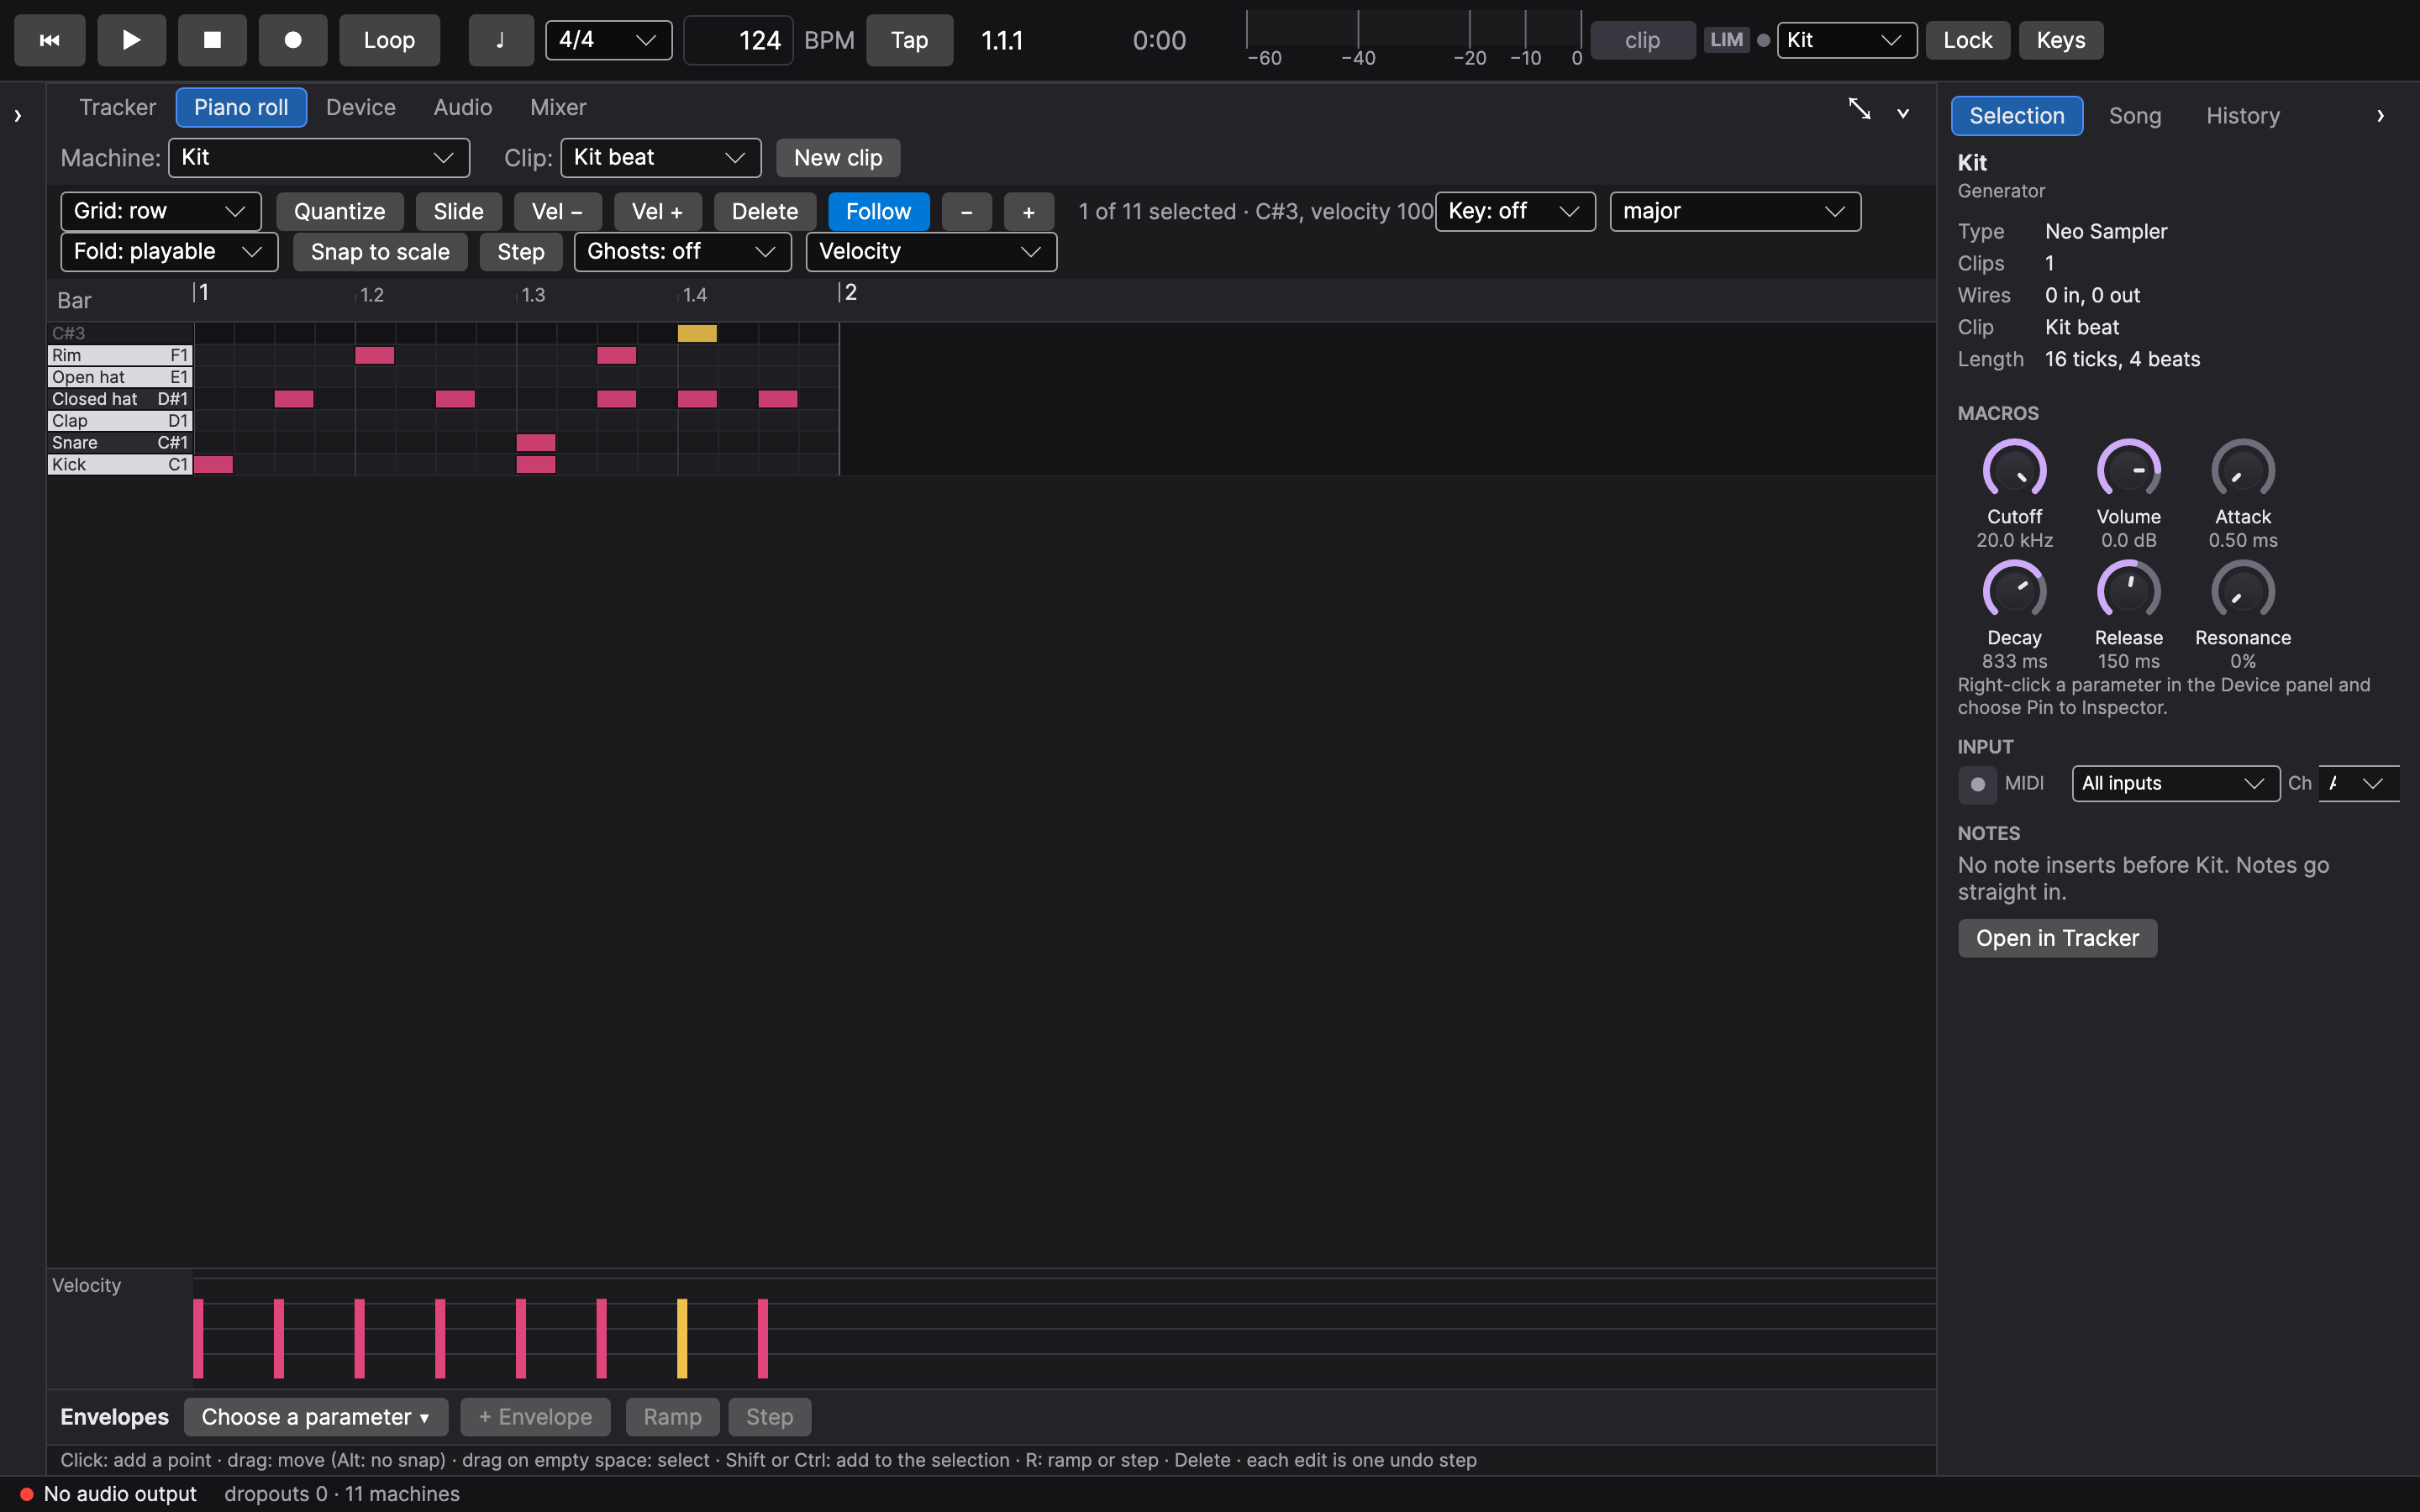 Loop
4/4
124 BPM
Tap
1.1.1
0:00
−60 −40 −20 −10 0
clip
LIM
Kit
Lock
Keys
Tracker
Piano roll
Device
Audio
Mixer
Machine: Kit
Clip: Kit beat
New clip
Grid: row
Quantize
Slide
Vel −
Vel +
Delete
Follow
−
+
1 of 11 selected · C#3, velocity 100
Key: off
major
Fold: playable
Snap to scale
Step
Ghosts: off
Velocity
Bar
1 1.2 1.3 1.4 2
C#3
Rim F1
Open hat E1
Closed hat D#1
Clap D1
Snare C#1
Kick C1
Velocity
Envelopes
Choose a parameter ▾
+ Envelope
Ramp
Step
Click: add a point · drag: move (Alt: no snap) · drag on empty space: select · Shift or Ctrl: add to the selection · R: ramp or step · Delete · each edit is one undo step
No audio output
dropouts 0 · 11 machines
Selection
Song
History
Kit
Generator
Type Neo Sampler
Clips 1
Wires 0 in, 0 out
Clip Kit beat
Length 16 ticks, 4 beats
MACROS
Cutoff Volume Attack
20.0 kHz 0.0 dB 0.50 ms
Decay Release Resonance
833 ms 150 ms 0%
Right-click a parameter in the Device panel and
choose Pin to Inspector.
INPUT
MIDI
All inputs
Ch
NOTES
No note inserts before Kit. Notes go
straight in.
Open in Tracker